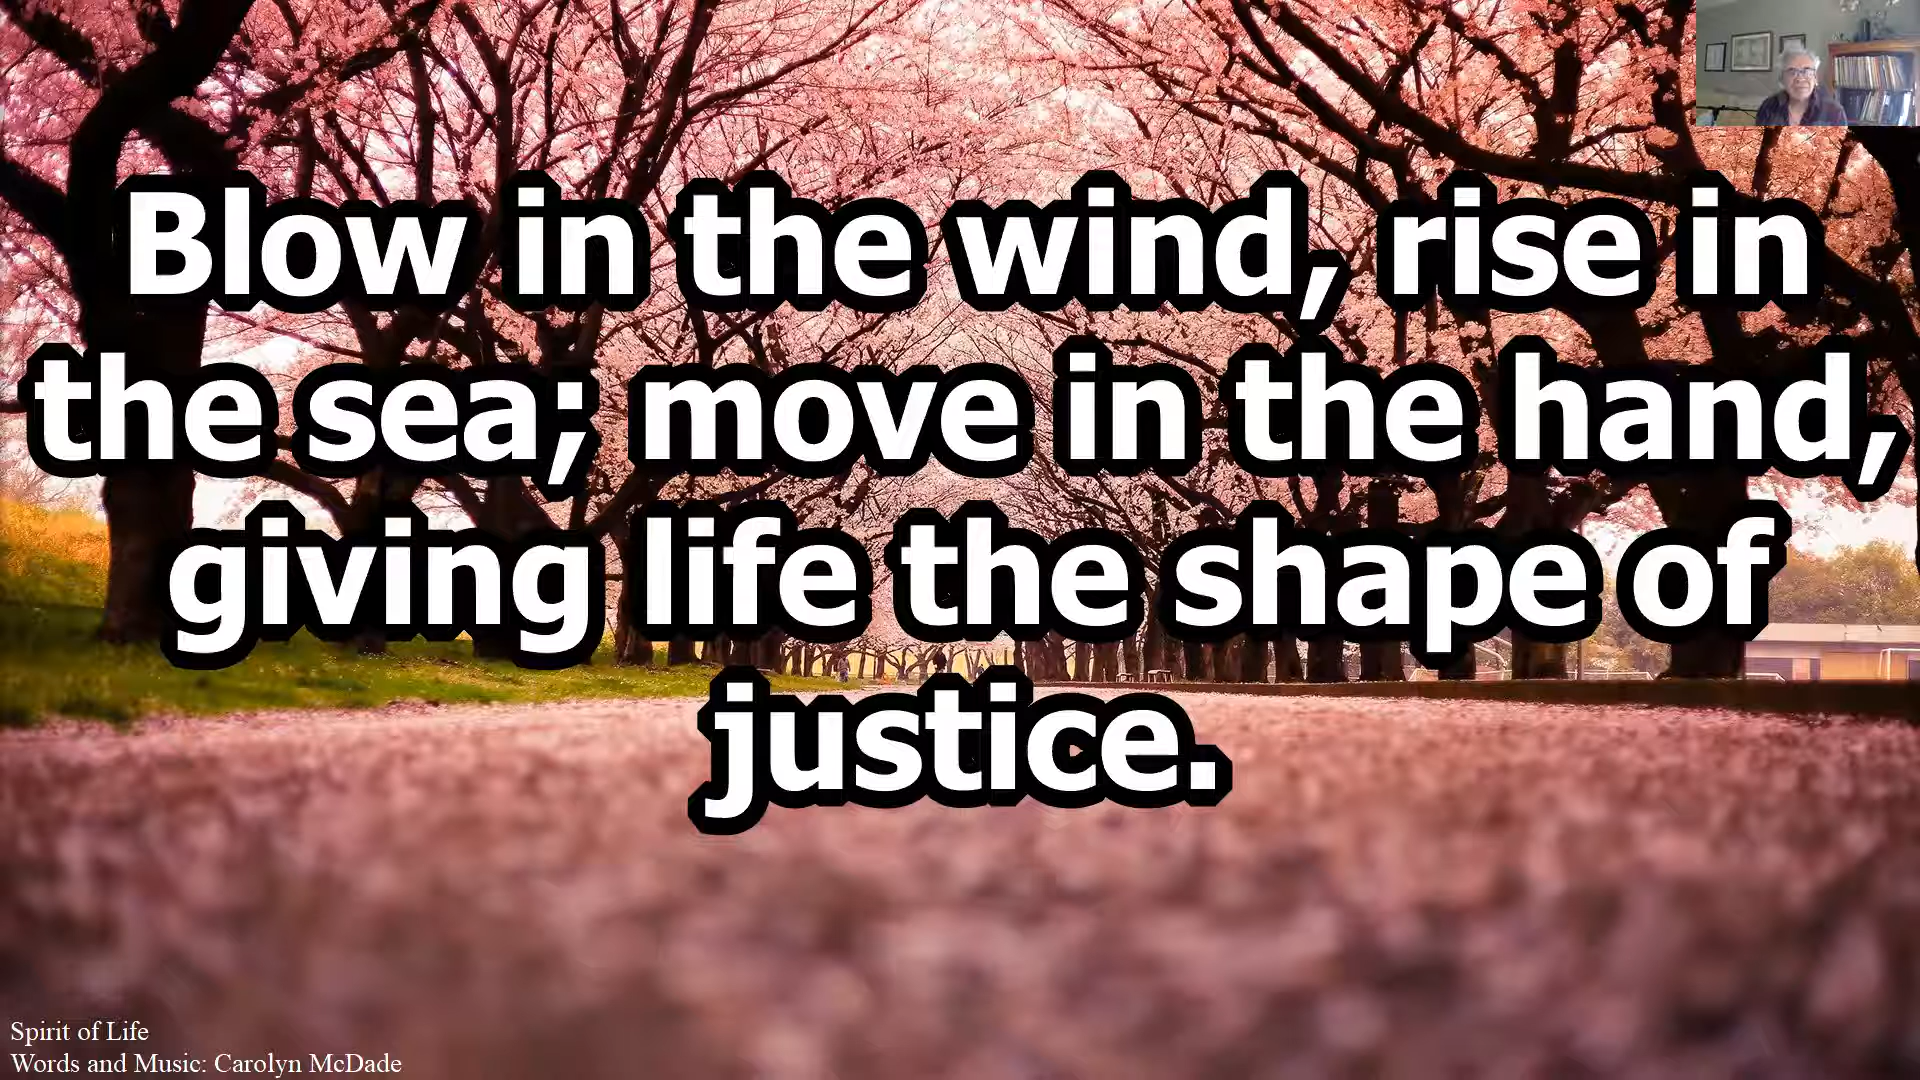 Blow in the wind, rise in
the sea; move in the hand,
giving life the shape of
justice.
Spirit of Life
Words and Music: Carolyn McDade